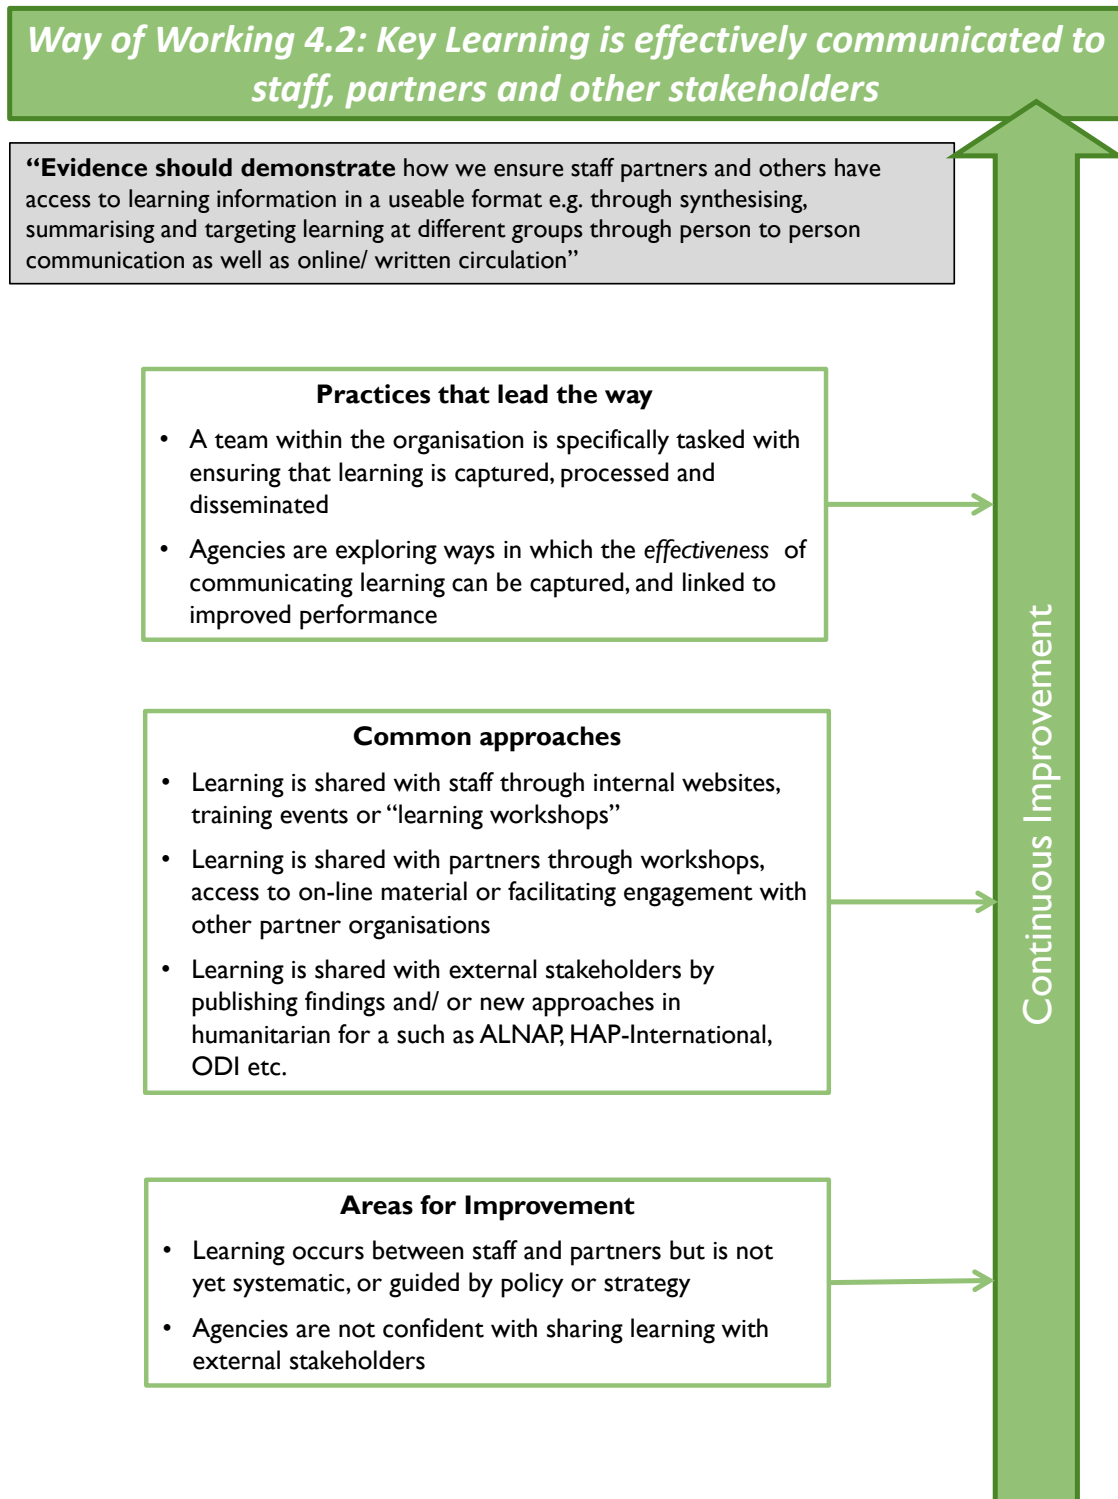 Way of Working 4.2: Key Learning is effectively communicated to
staff, partners and other stakeholders
“Evidence should demonstrate how we ensure staff partners and others have
access to learning information in a useable format e.g. through synthesising,
summarising and targeting learning at different groups through person to person
communication as well as online/ written circulation”
Practices that lead the way
• A team within the organisation is specifically tasked with
ensuring that learning is captured, processed and
disseminated
• Agencies are exploring ways in which the effectiveness of
communicating learning can be captured, and linked to
improved performance
Common approaches
• Learning is shared with staff through internal websites,
training events or “learning workshops”
• Learning is shared with partners through workshops,
access to on-line material or facilitating engagement with
other partner organisations
• Learning is shared with external stakeholders by
publishing findings and/ or new approaches in
humanitarian for a such as ALNAP, HAP-International,
ODI etc.
Areas for Improvement
• Learning occurs between staff and partners but is not
yet systematic, or guided by policy or strategy
• Agencies are not confident with sharing learning with
external stakeholders
Continuous Improvement